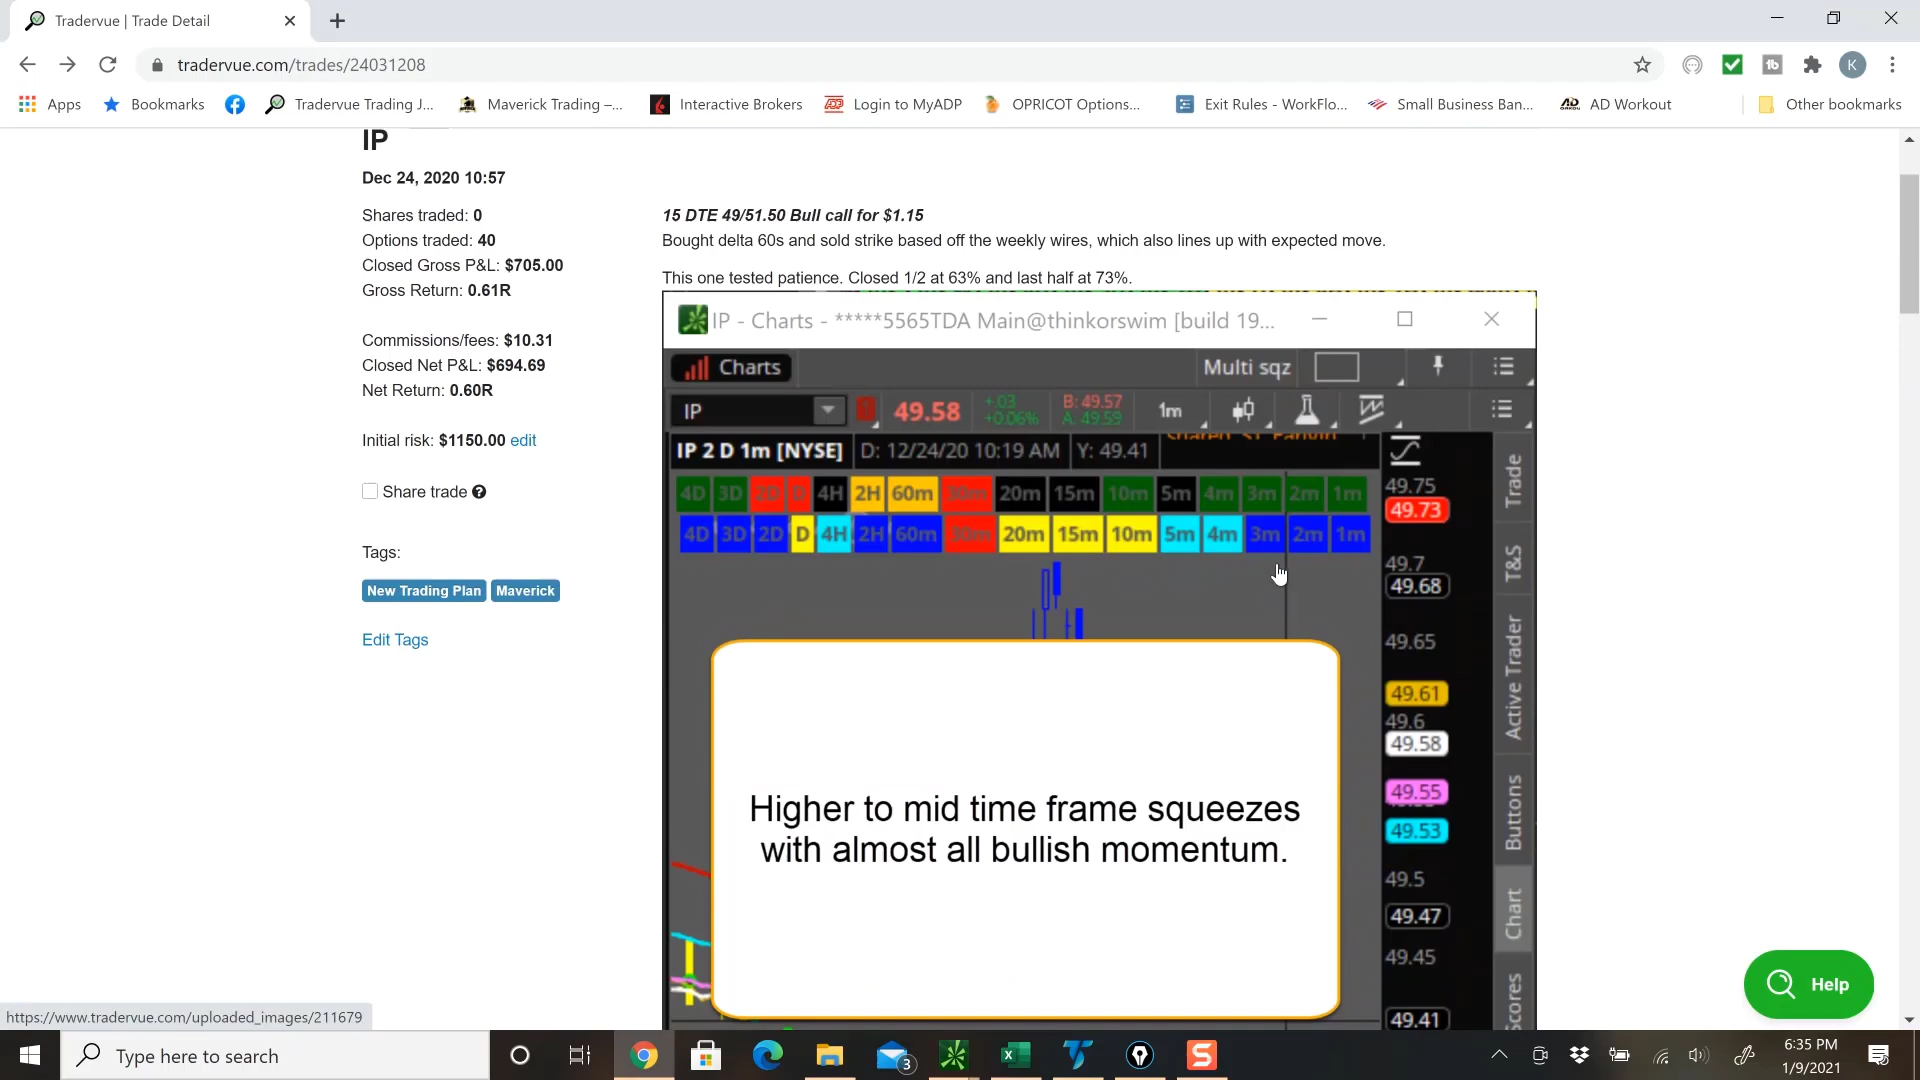 Tradervue | Trade Detail
tradervue.com/trades/24031208
K
Apps Bookmarks Tradervue Trading J... Maverick Trading –... Interactive Brokers Login to MyADP OPRICOT Options... Exit Rules - WorkFlo... Small Business Ban... AD Workout Other bookmarks
IP
Dec 24, 2020 10:57
Shares traded: 0
Options traded: 40
Closed Gross P&L: $705.00
Gross Return: 0.61R
Commissions/fees: $10.31
Closed Net P&L: $694.69
Net Return: 0.60R
Initial risk: $1150.00 edit
Share trade
Tags:
New Trading Plan Maverick
Edit Tags
15 DTE 49/51.50 Bull call for $1.15
Bought delta 60s and sold strike based off the weekly wires, which also lines up with expected move.
This one tested patience. Closed 1/2 at 63% and last half at 73%.
IP - Charts - *****5565TDA Main@thinkorswim [build 19...
Charts Multi sqz
IP 49.58 +.03 +0.06% B: 49.57 A: 49.59 1m
IP 2 D 1m [NYSE] D: 12/24/20 10:19 AM Y: 49.41
4D 3D 2D D 4H 2H 60m 30m 20m 15m 10m 5m 4m 3m 2m 1m
4D 3D 2D D 4H 2H 60m 30m 20m 15m 10m 5m 4m 3m 2m 1m
49.75
49.73
49.7
49.68
49.65
49.61
49.6
49.58
49.55
49.53
49.5
49.47
49.45
49.41
Trade
T&S
Active Trader
Buttons
Chart
Higher to mid time frame squeezes
with almost all bullish momentum.
Help
https://www.tradervue.com/uploaded_images/211679
Type here to search
3
6:35 PM
1/9/2021